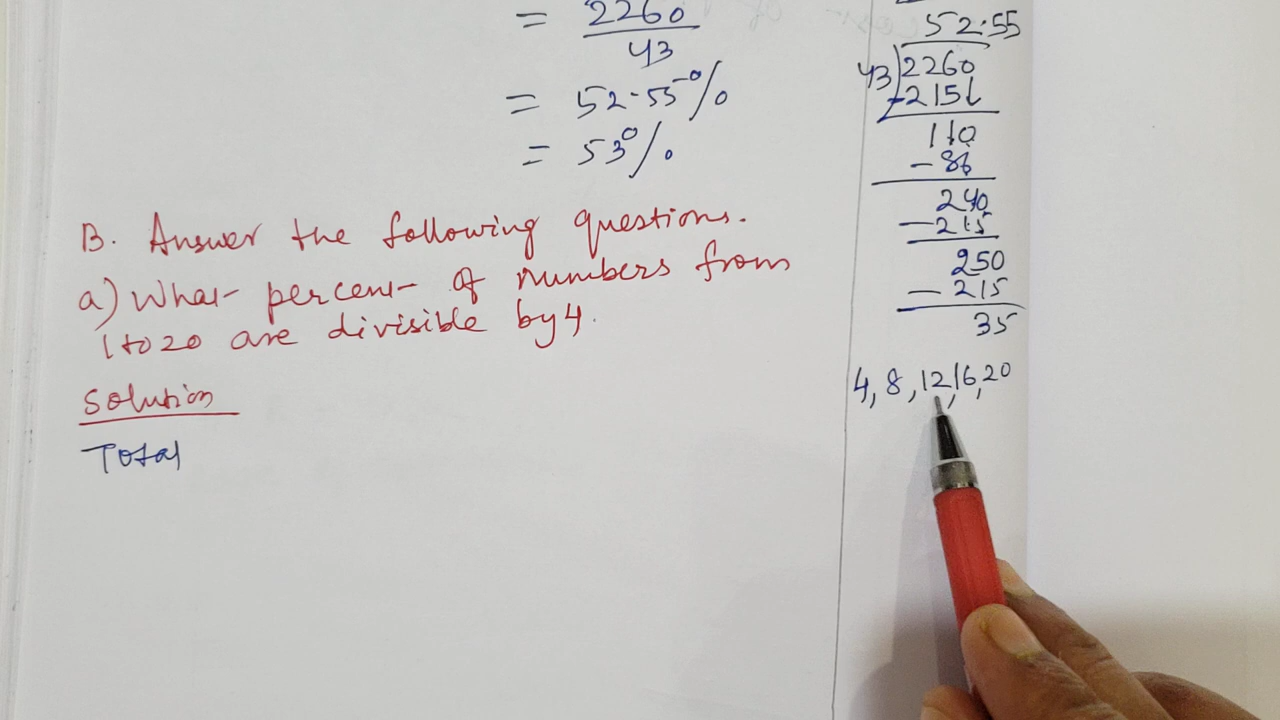 = 2260
43
= 52.55%
= 53%
B. Answer the following questions.
a) What percent of numbers from
1 to 20 are divisible by 4.
Solution
Total
52.55
43)2260
-215↓
110
-86
240
-215
250
-215
35
4, 8, 12, 16, 20